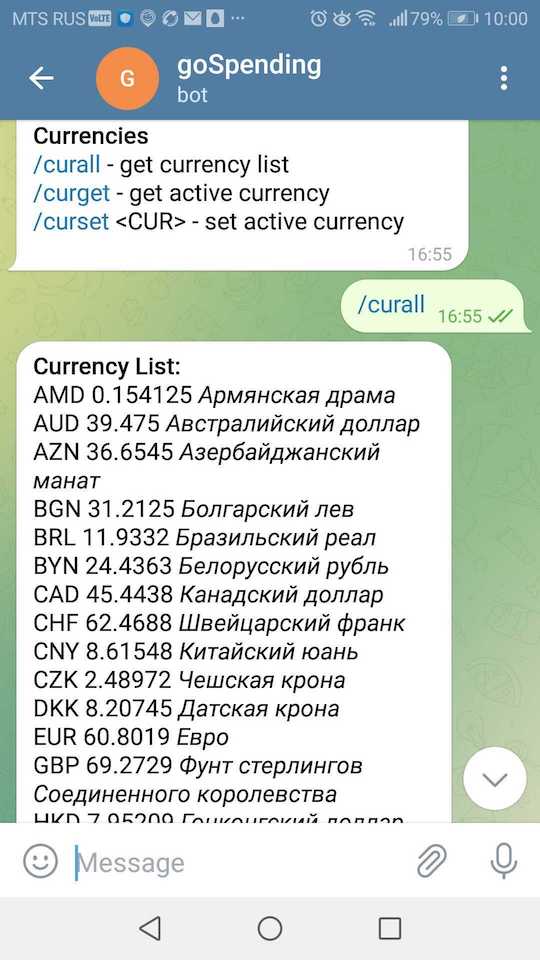 MTS RUS VoLTE 79% 10:00
G
goSpending
bot
Currencies
/curall - get currency list
/curget - get active currency
/curset <CUR> - set active currency
16:55
/curall 16:55
Currency List:
AMD 0.154125 Армянская драма
AUD 39.475 Австралийский доллар
AZN 36.6545 Азербайджанский
манат
BGN 31.2125 Болгарский лев
BRL 11.9332 Бразильский реал
BYN 24.4363 Белорусский рубль
CAD 45.4438 Канадский доллар
CHF 62.4688 Швейцарский франк
CNY 8.61548 Китайский юань
CZK 2.48972 Чешская крона
DKK 8.20745 Датская крона
EUR 60.8019 Евро
GBP 69.2729 Фунт стерлингов
Соединенного королевства
HKD 7.95209 Гонконгский доллар
Message